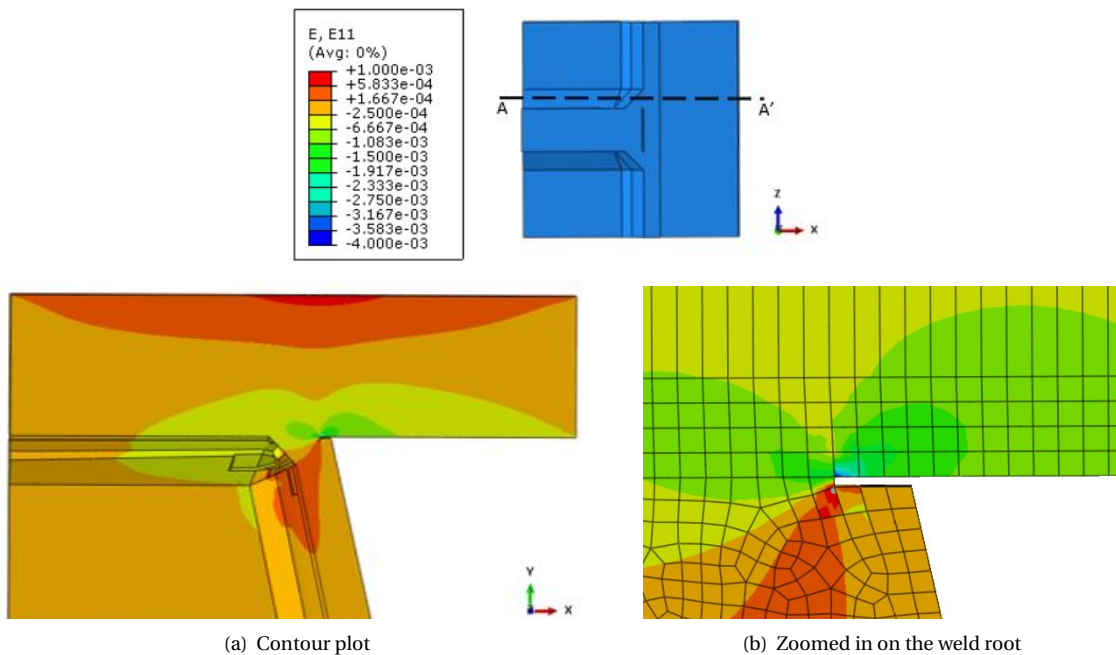 E, E11
(Avg: 0%)
+1.000e-03
+5.833e-04
+1.667e-04
-2.500e-04
-6.667e-04
-1.083e-03
-1.500e-03
-1.917e-03
-2.333e-03
-2.750e-03
-3.167e-03
-3.583e-03
-4.000e-03
A A'
Z
X
Y
X
(a) Contour plot
(b) Zoomed in on the weld root